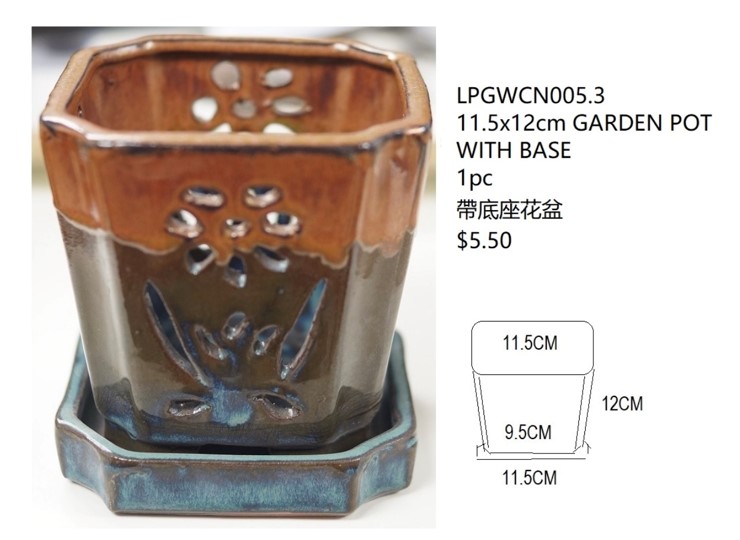 LPGWCN005.3
11.5x12cm GARDEN POT
WITH BASE
1pc
帶底座花盆
$5.50
11.5CM
12CM
9.5CM
11.5CM